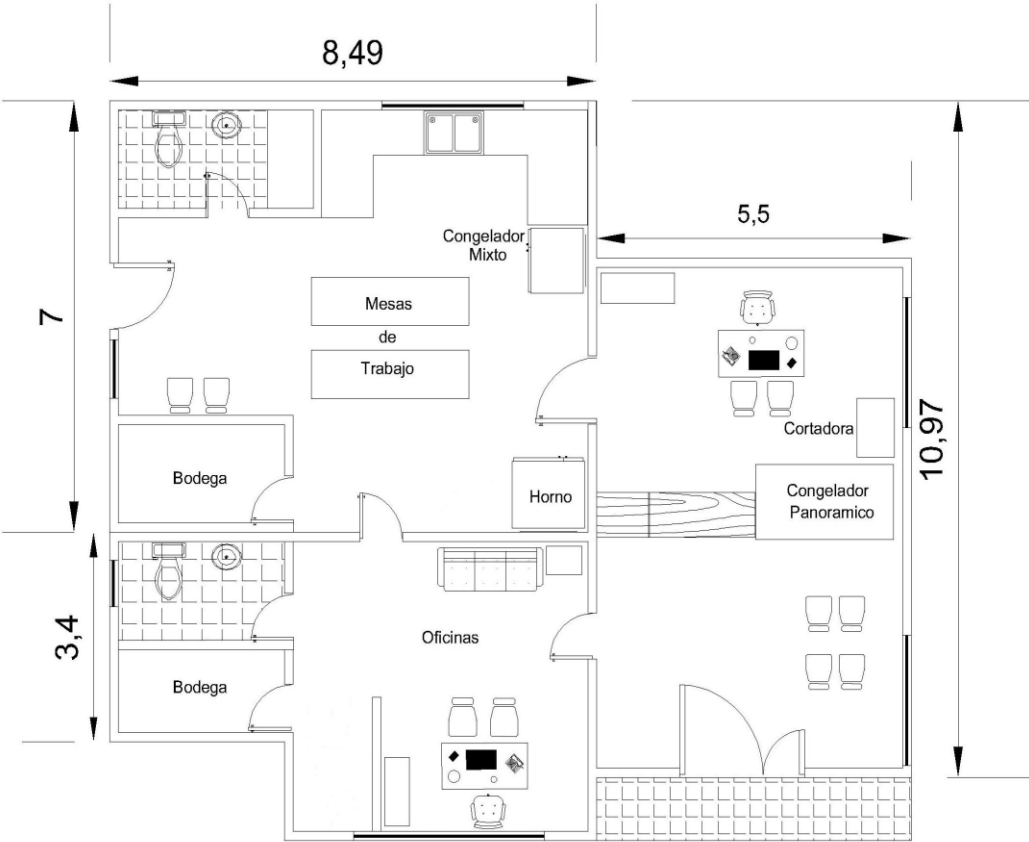 8,49
5,5
Congelador
Mixto
7
Mesas
de
Trabajo
Cortadora
10,97
Bodega
Horno
Congelador
Panoramico
3,4
Oficinas
Bodega